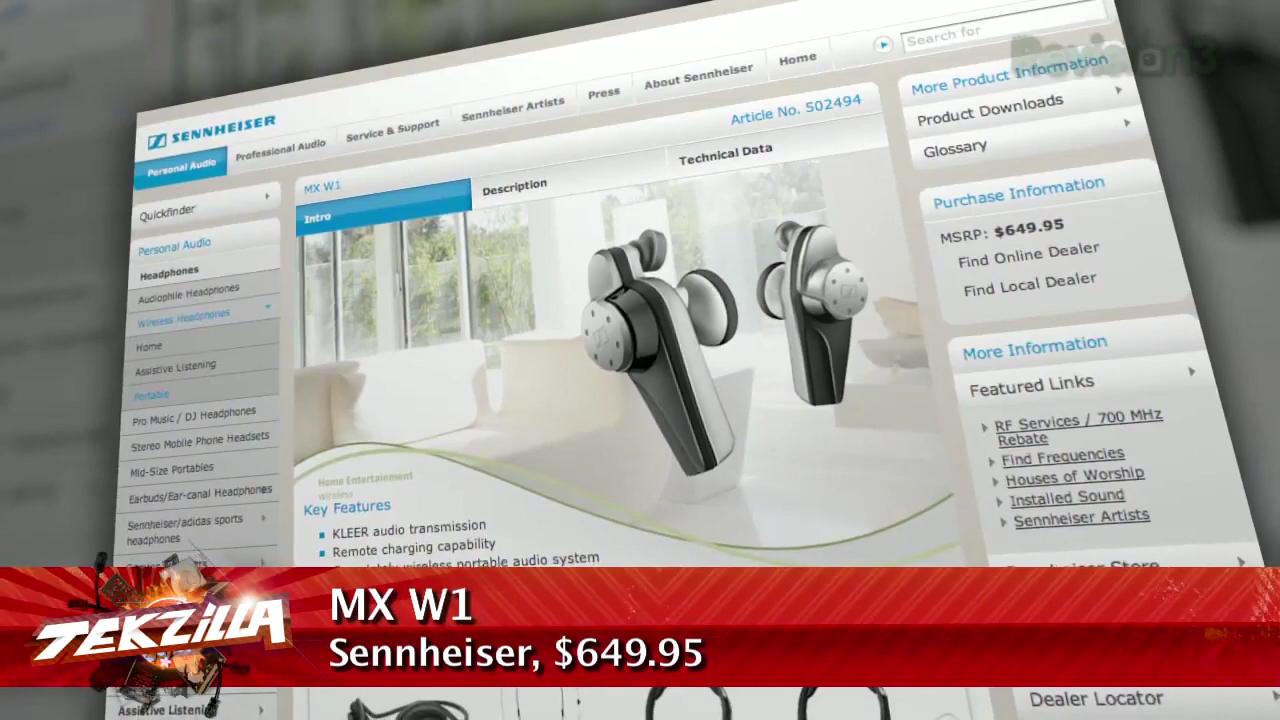 Search for
Revision3
SENNHEISER
Personal Audio
Professional Audio
Service & Support
Sennheiser Artists
Press
About Sennheiser
Home
Quickfinder
Personal Audio
Headphones
Audiophile Headphones
Wireless Headphones
Home
Assistive Listening
Portable
Pro Music / DJ Headphones
Stereo Mobile Phone Headsets
Mid-Size Portables
Earbuds/Ear-canal Headphones
Sennheiser/adidas sports
headphones
MX W1
Article No. 502494
Intro
Description
Technical Data
Home Entertainment
wireless
Key Features
KLEER audio transmission
Remote charging capability
wireless portable audio system
More Product Information
Product Downloads
Glossary
Purchase Information
MSRP: $649.95
Find Online Dealer
Find Local Dealer
More Information
Featured Links
RF Services / 700 MHz
Rebate
Find Frequencies
Houses of Worship
Installed Sound
Sennheiser Artists
Sennheiser Store
TEKZILLA
MX W1
Sennheiser, $649.95
Assistive Listening
Dealer Locator